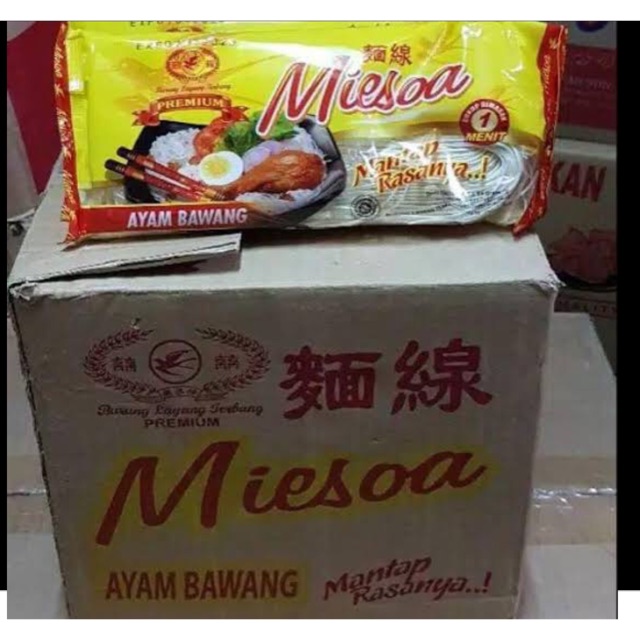 PREMIUM
麵線
Miesoa
1
MENIT
Mantap
Rasanya..!
AYAM BAWANG
KAN
Burung Layang Terbang
PREMIUM
麵線
Miesoa
AYAM BAWANG
Mantap
Rasanya..!